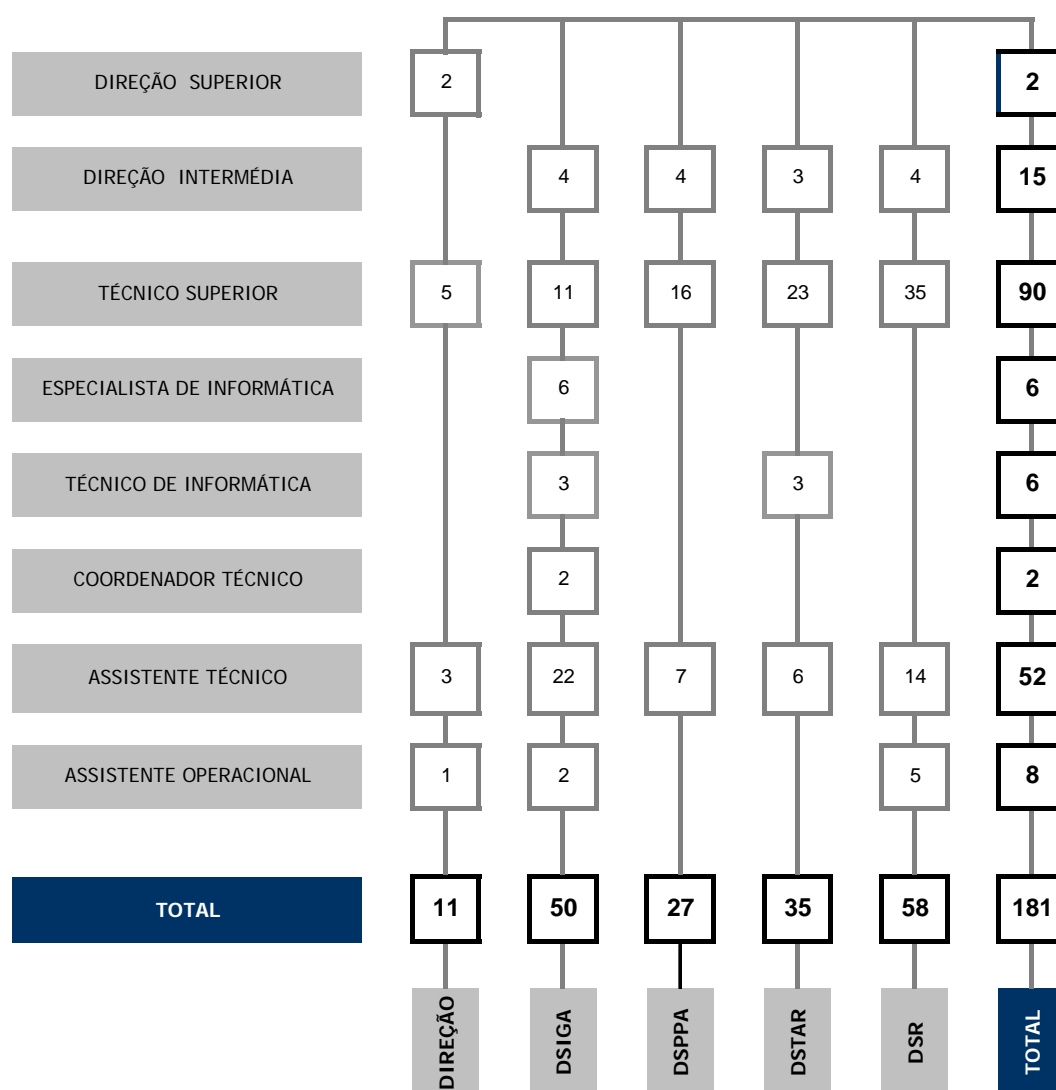 DIREÇÃO SUPERIOR 2 2
DIREÇÃO INTERMÉDIA 4 4 3 4 15
TÉCNICO SUPERIOR 5 11 16 23 35 90
ESPECIALISTA DE INFORMÁTICA 6 6
TÉCNICO DE INFORMÁTICA 3 3 6
COORDENADOR TÉCNICO 2 2
ASSISTENTE TÉCNICO 3 22 7 6 14 52
ASSISTENTE OPERACIONAL 1 2 5 8
TOTAL 11 50 27 35 58 181
DIREÇÃO DSIGA DSPPA DSTAR DSR TOTAL